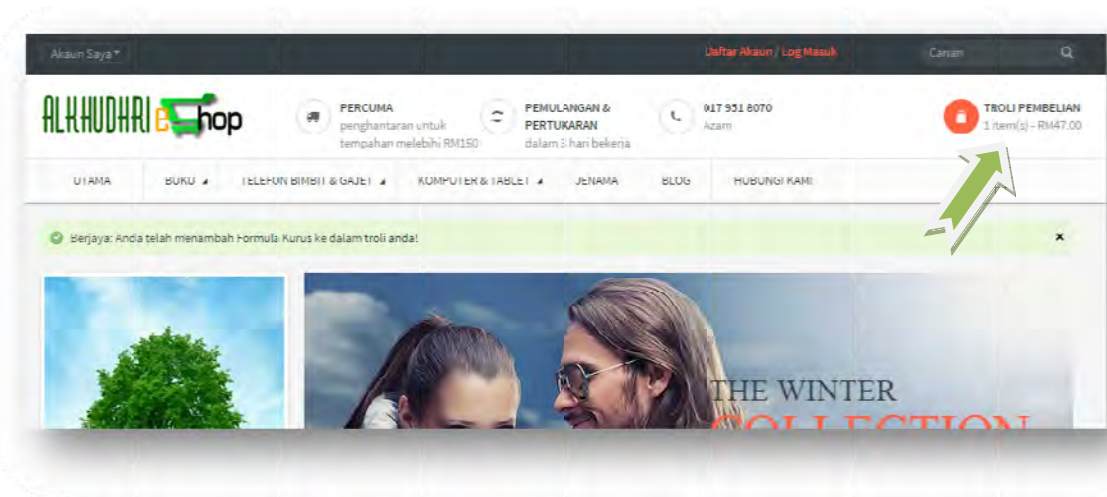 Akaun Saya
Daftar Akaun / Log Masuk
Carian
ALKHUDHRI eShop
PERCUMA
penghantaran untuk
tempahan melebihi RM150
PEMULANGAN &
PERTUKARAN
dalam 3 hari bekerja
017 951 8070
Azam
TROLI PEMBELIAN
1 item(s) - RM47.00
UTAMA
BUKU
TELEFON BIMBIT & GAJET
KOMPUTER & TABLET
JENAMA
BLOG
HUBUNGI KAMI
Berjaya: Anda telah menambah Formula Kurus ke dalam troli anda!
THE WINTER
COLLECTION